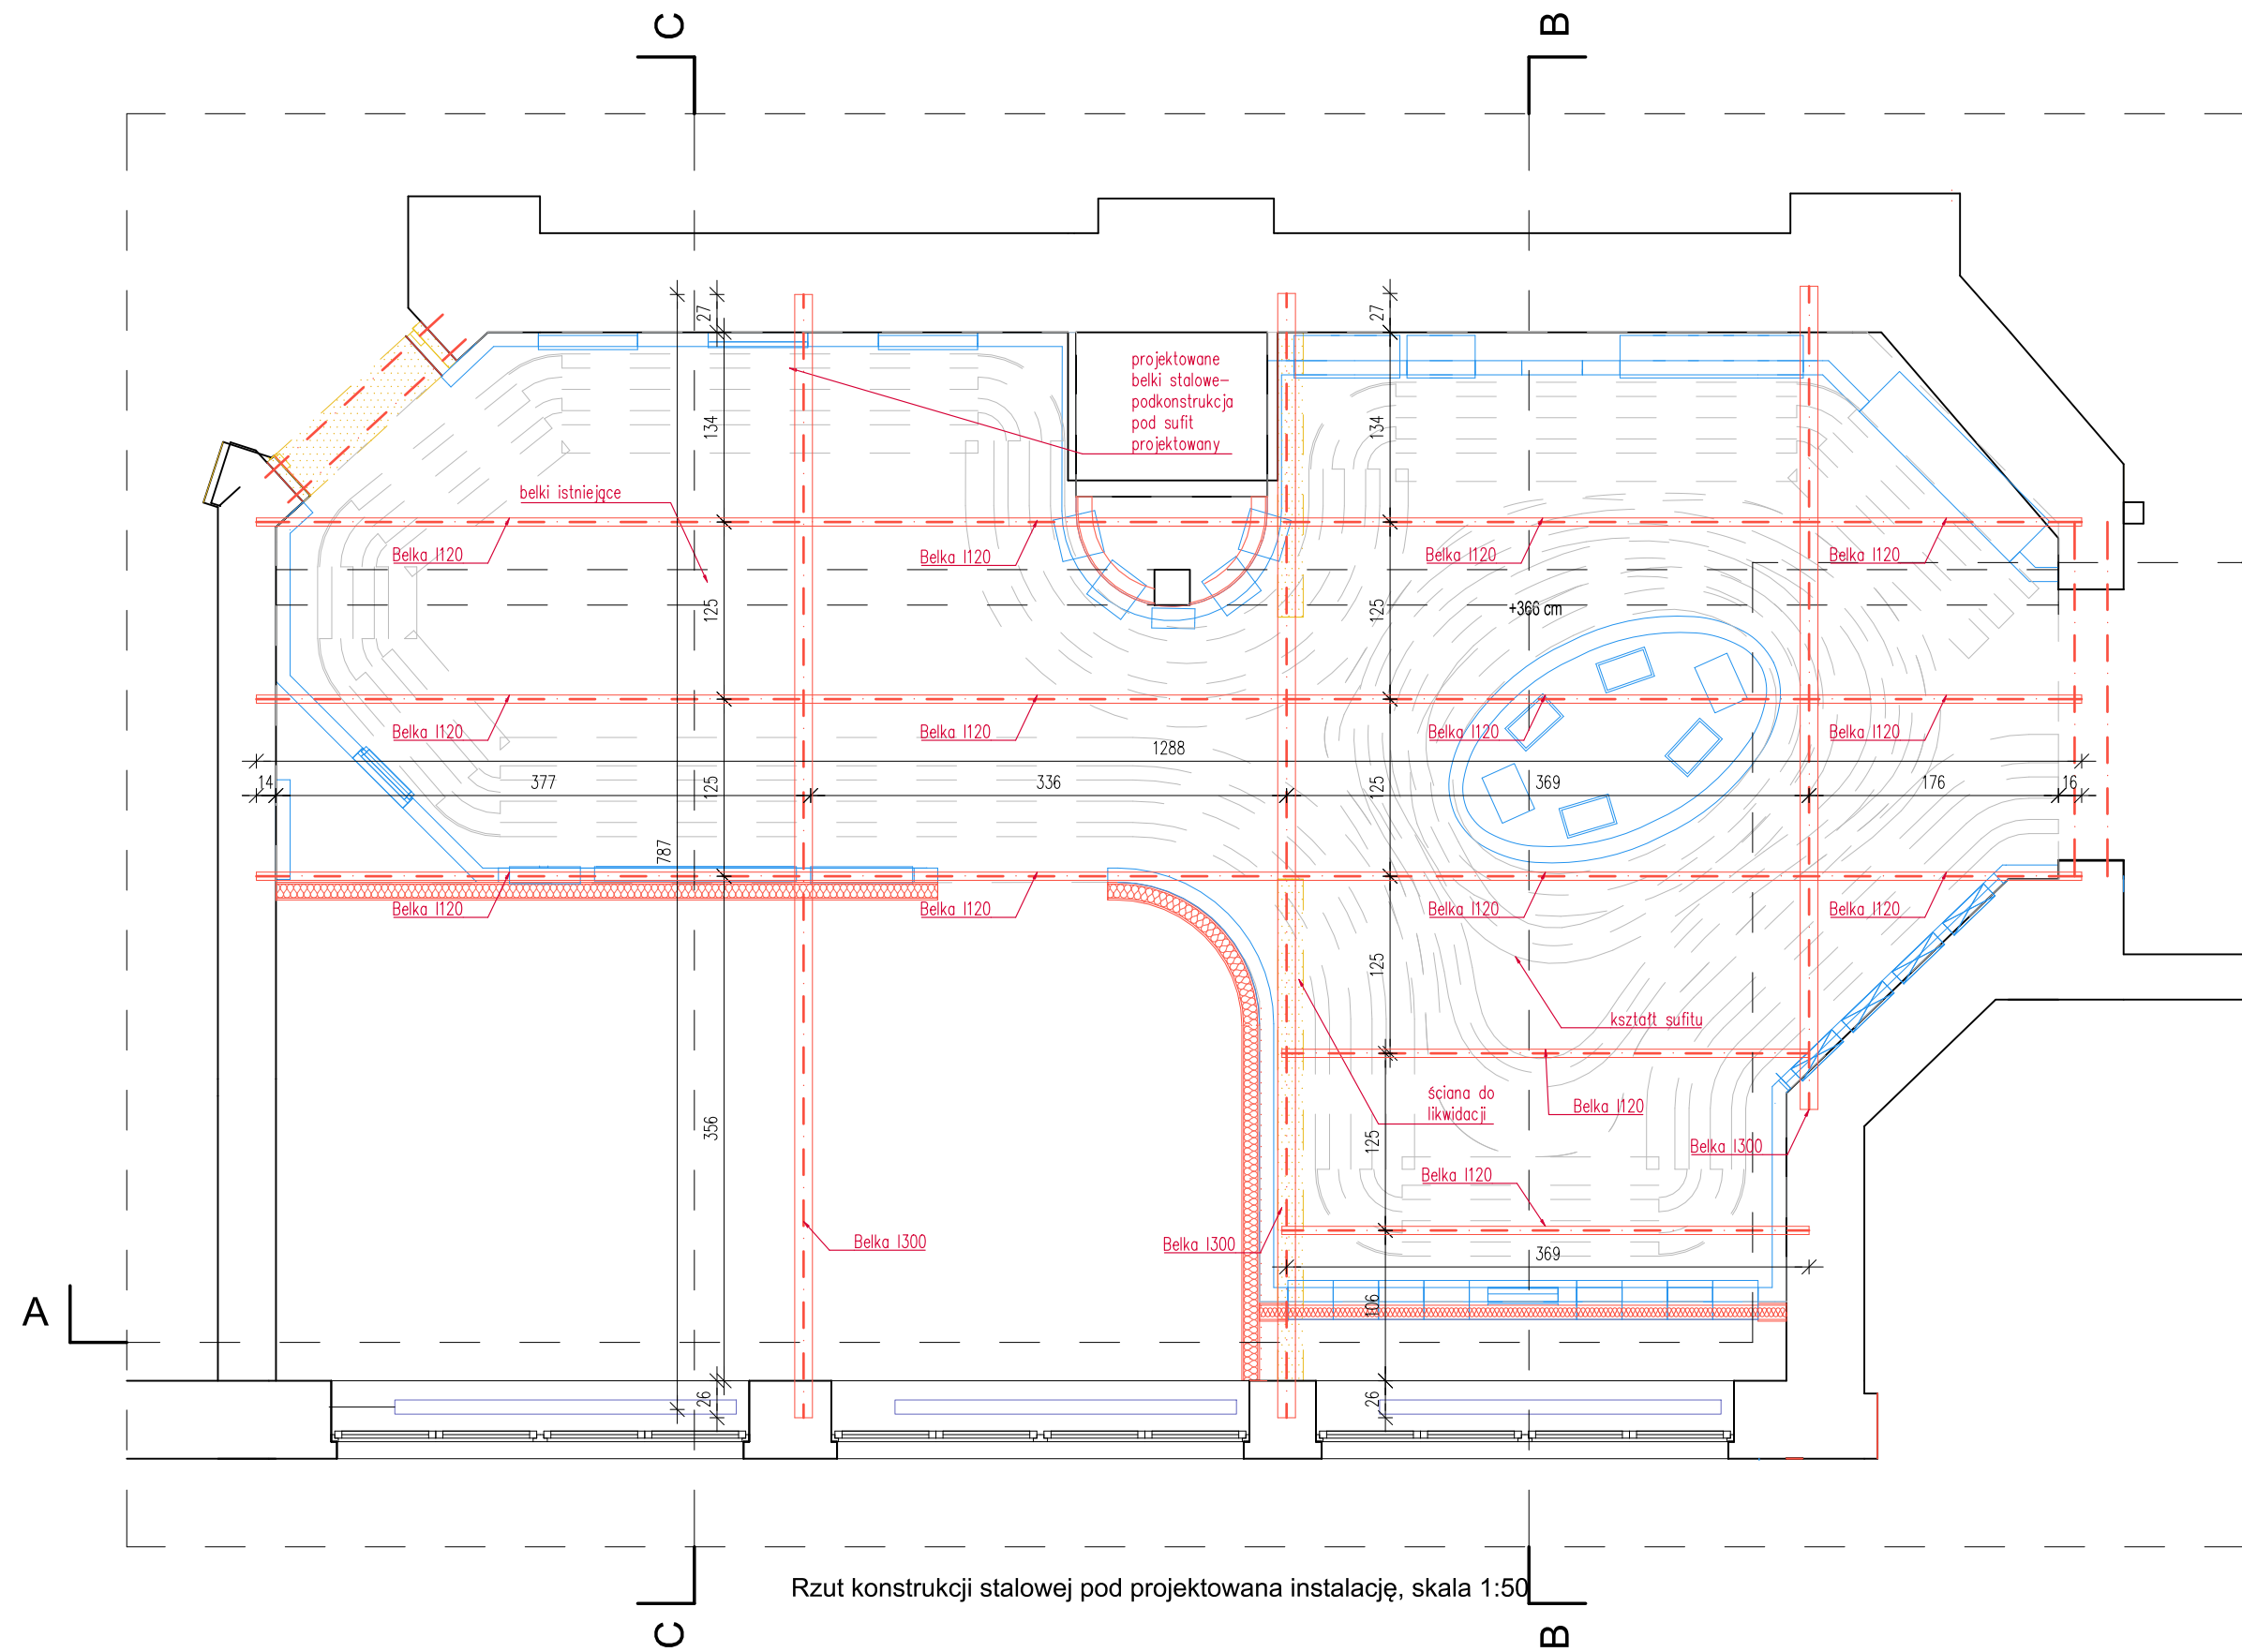 C
B
27
27
projektowane
belki stalowe-
podkonstrukcja
pod sufit
projektowany
134
134
belki istniejące
Belka I120
Belka I120
Belka I120
Belka I120
125
125
+366 cm
Belka I120
Belka I120
Belka I120
Belka I120
1288
14
377
125
336
125
369
176
16
787
Belka I120
Belka I120
Belka I120
Belka I120
125
kształt sufitu
ściana do
likwidacji
Belka I120
356
125
Belka I300
Belka I120
Belka I300
Belka I300
369
A
106
26
26
Rzut konstrukcji stalowej pod projektowana instalację, skala 1:50
C
B